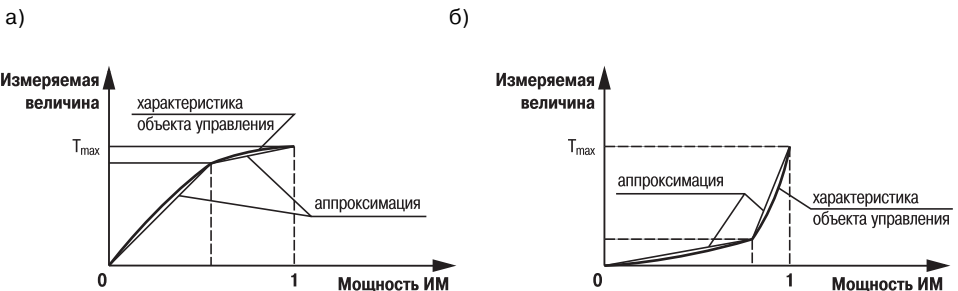 а)
Измеряемая
величина
характеристика
объекта управления
Tmax
аппроксимация
0
1
Мощность ИМ
б)
Измеряемая
величина
Tmax
аппроксимация
характеристика
объекта управления
0
1
Мощность ИМ